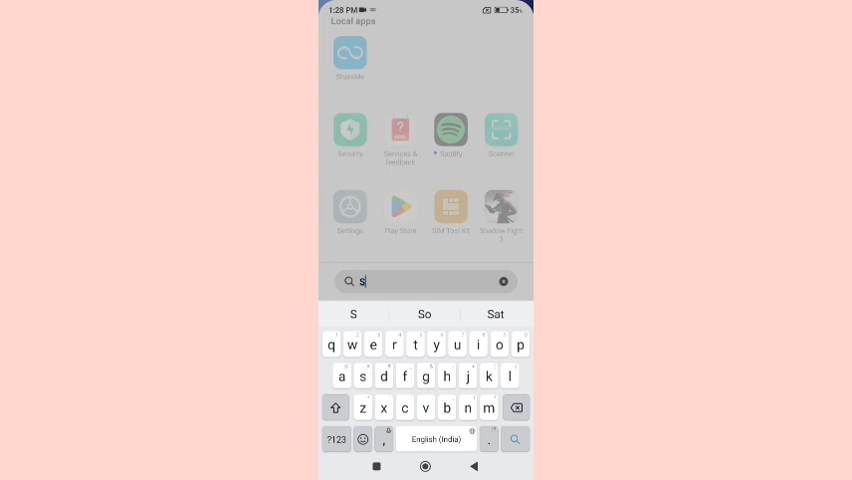 1:28 PM
35%
Local apps
ShareMe
Security
Services &
feedback
Spotify
Scanner
Settings
Play Store
SIM Tool Kit
Shadow Fight
3
S
S So Sat
q w e r t y u i o p
a s d f g h j k l
z x c v b n m
?123 , English (India) .